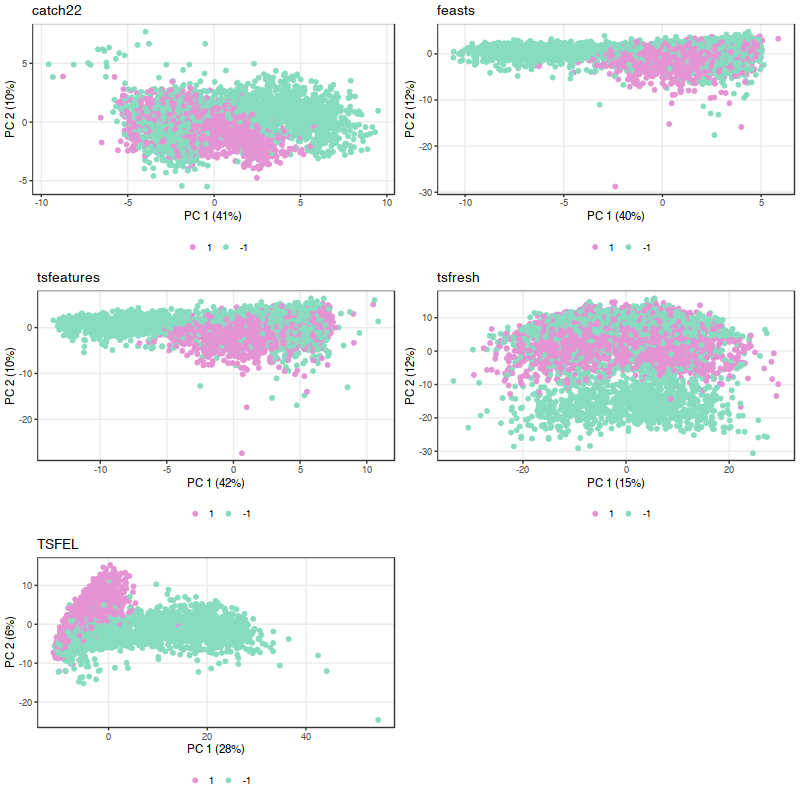 catch22
5
0
-5
-10
-5
0
5
10
PC 2 (10%)
PC 1 (41%)
1 -1
feasts
0
-10
-20
-30
-10
-5
0
5
PC 2 (12%)
PC 1 (40%)
1 -1
tsfeatures
0
-10
-20
-10
-5
0
5
10
PC 2 (10%)
PC 1 (42%)
1 -1
tsfresh
10
0
-10
-20
-30
-20
0
20
PC 2 (12%)
PC 1 (15%)
1 -1
TSFEL
10
0
-10
-20
0
20
40
PC 2 (6%)
PC 1 (28%)
1 -1